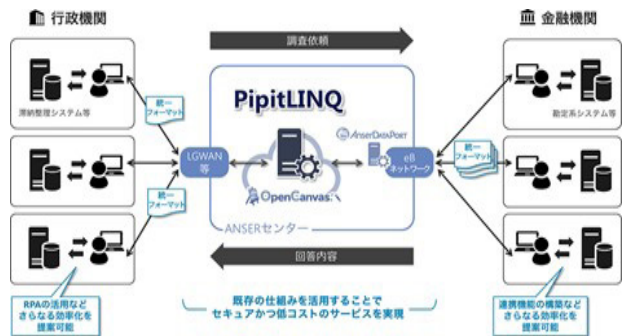 行政機関
金融機関
調査依頼
PipitLINQ
滞納整理システム等
統一
フォーマット
ANSERDATAPORT
勘定系システム等
LGWAN
等
eB
ネットワーク
統一
フォーマット
OpenCanvas
統一
フォーマット
ANSERセンター
回答内容
RPAの活用など
さらなる効率化を
提案可能
既存の仕組みを活用することで
セキュアかつ低コストのサービスを実現
連携機能の構築など
さらなる効率化を
提案可能